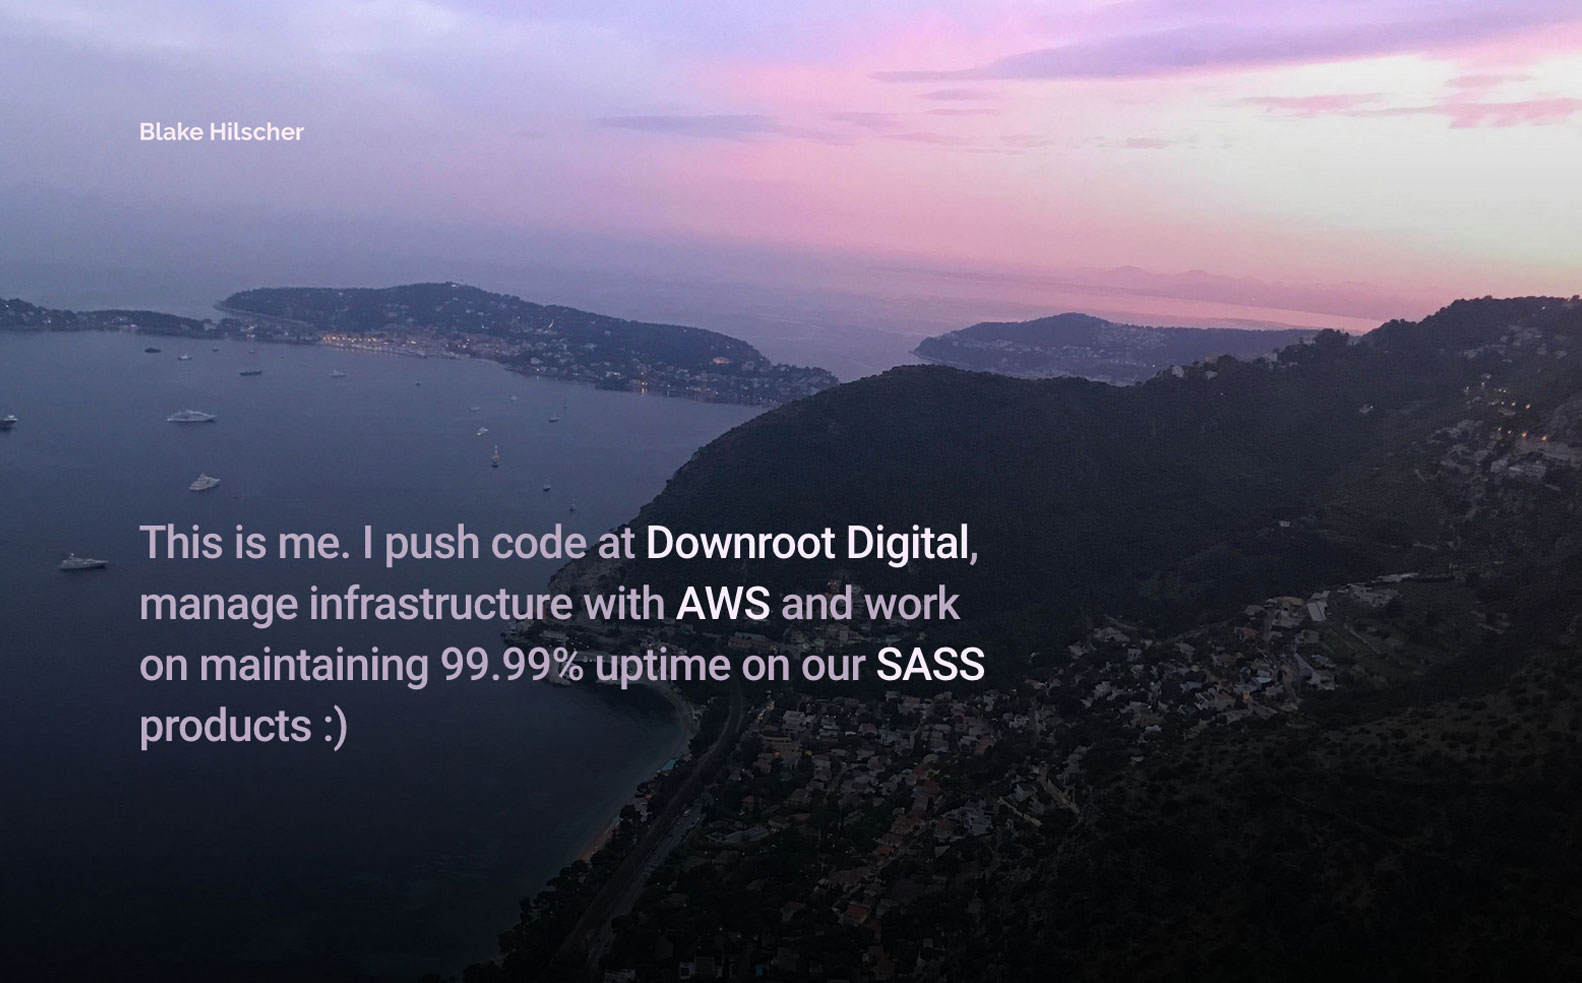 Blake Hilscher
This is me. I push code at Downroot Digital,
manage infrastructure with AWS and work
on maintaining 99.99% uptime on our SASS
products :)